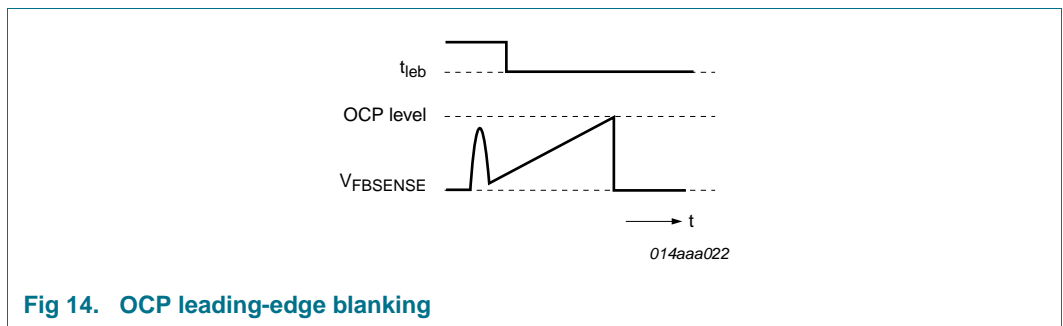 tleb
OCP level
VFBSENSE
t
014aaa022
Fig 14. OCP leading-edge blanking